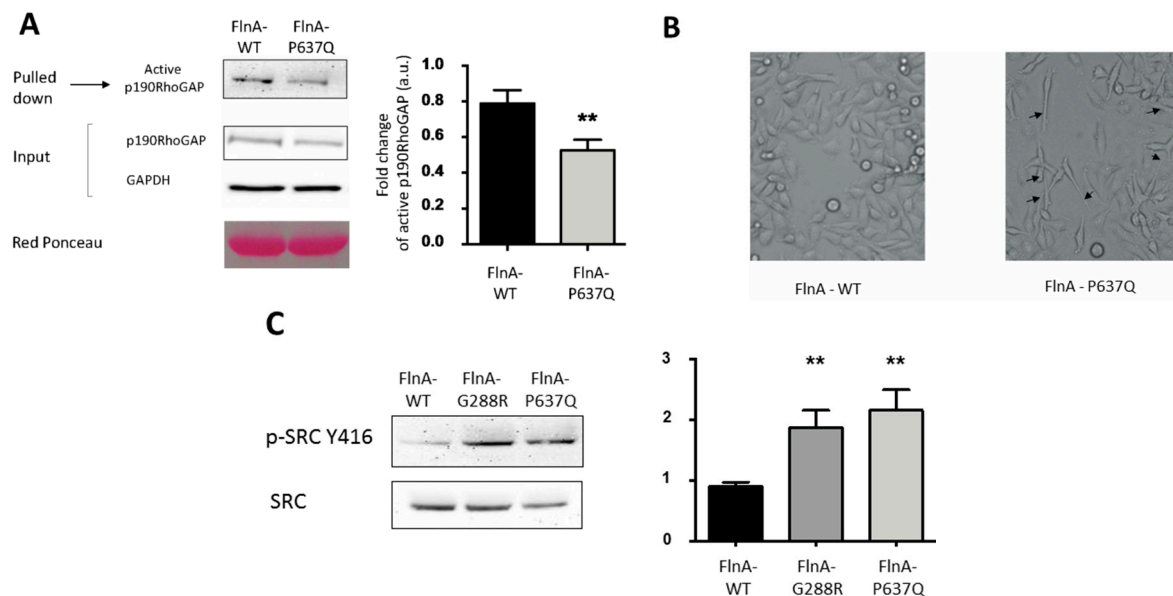 A
FlnA-
WT
FlnA-
P637Q
Pulled
down
Active
p190RhoGAP
Input
p190RhoGAP
GAPDH
Red Ponceau
Fold change
of active p190RhoGAP (a.u.)
1.0
0.8
0.6
0.4
0.2
0.0
**
FlnA-
WT
FlnA-
P637Q
B
FlnA - WT
FlnA - P637Q
C
FlnA-
WT
FlnA-
G288R
FlnA-
P637Q
p-SRC Y416
SRC
3
2
1
0
**
**
FlnA-
WT
FlnA-
G288R
FlnA-
P637Q